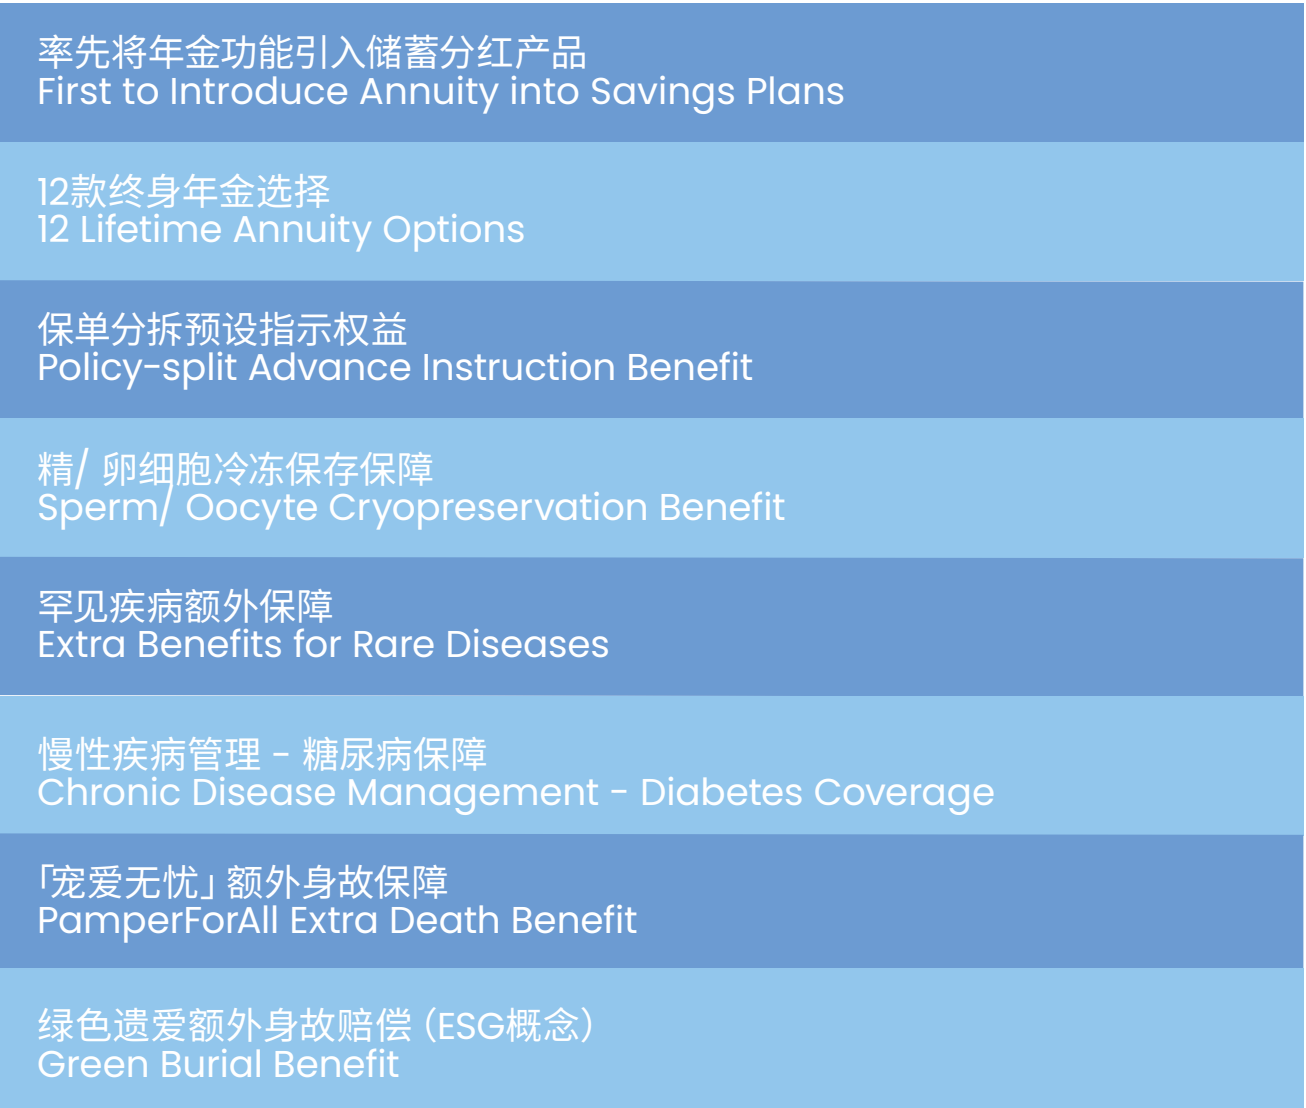 率先将年金功能引入储蓄分红产品
First to Introduce Annuity into Savings Plans
12款终身年金选择
12 Lifetime Annuity Options
保单分拆预设指示权益
Policy-split Advance Instruction Benefit
精/ 卵细胞冷冻保存保障
Sperm/ Oocyte Cryopreservation Benefit
罕见疾病额外保障
Extra Benefits for Rare Diseases
慢性疾病管理 - 糖尿病保障
Chronic Disease Management - Diabetes Coverage
「宠爱无忧」额外身故保障
PamperForAll Extra Death Benefit
绿色遗爱额外身故赔偿（ESG概念）
Green Burial Benefit